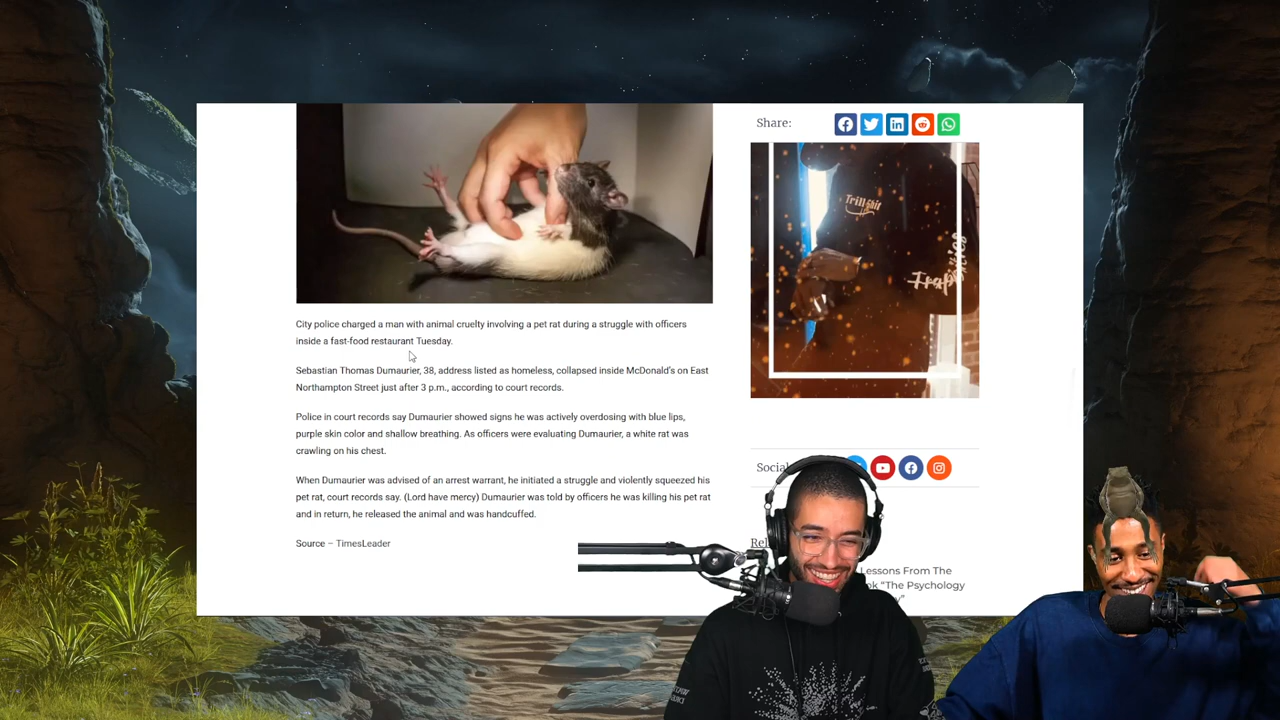 Share:
City police charged a man with animal cruelty involving a pet rat during a struggle with officers
inside a fast-food restaurant Tuesday.
Sebastian Thomas Dumaurier, 38, address listed as homeless, collapsed inside McDonald's on East
Northampton Street just after 3 p.m., according to court records.
Police in court records say Dumaurier showed signs he was actively overdosing with blue lips,
purple skin color and shallow breathing. As officers were evaluating Dumaurier, a white rat was
crawling on his chest.
When Dumaurier was advised of an arrest warrant, he initiated a struggle and violently squeezed his
pet rat, court records say. (Lord have mercy) Dumaurier was told by officers he was killing his pet rat
and in return, he released the animal and was handcuffed.
Source – TimesLeader
Social
Rel
Lessons From The
"The Psychology